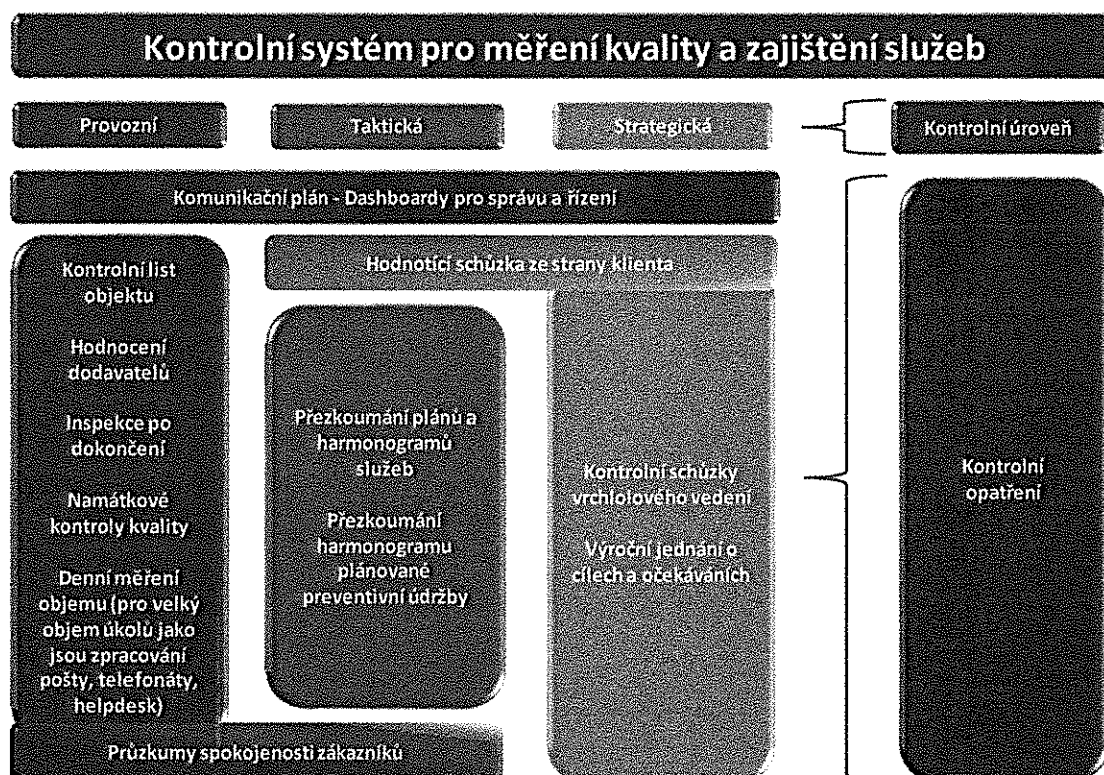 Kontrolní systém pro měření kvality a zajištění služeb
Provozní
Taktická
Strategická
Kontrolní úroveň
Komunikační plán - Dashboardy pro správu a řízení
Hodnotící schůzka ze strany klienta
Kontrolní list
objektu
Hodnocení
dodavatelů
Inspekce po
dokončení
Namátkové
kontroly kvality
Denní měření
objemu (pro velký
objem úkolů jako
jsou zpracování
pošty, telefonáty,
helpdesk)
Přezkoumání plánů a
harmonogramů
služeb
Přezkoumání
harmonogramu
plánované
preventivní údržby
Kontrolní schůzky
vrchlolového vedení
Výroční jednání o
cílech a očekáváních
Kontrolní
opatření
Průzkumy spokojenosti zákazníků